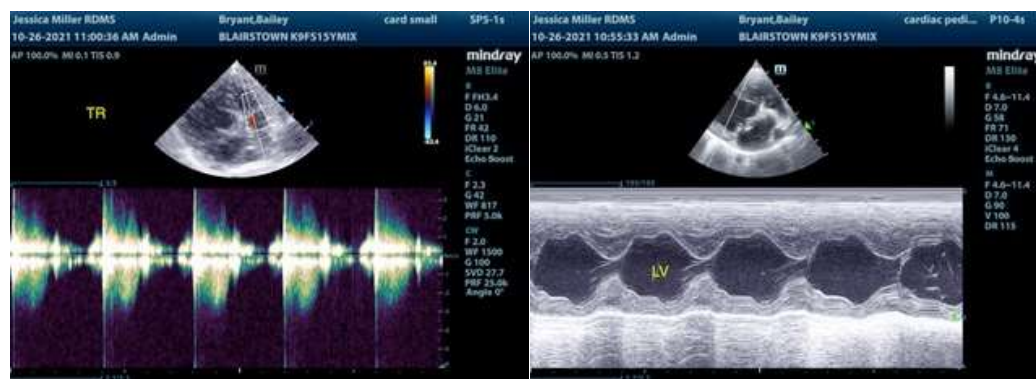 Jessica Miller RDMS Bryant,Bailey card small SP5-1s
10-26-2021 11:00:36 AM Admin BLAIRSTOWN K9FS15YMIX
AP 100.0% MI 0.1 TIS 0.9
mindray
M8 Elite
TR
B
F FH3.4
D 6.0
G 21
FR 42
DR 110
iClear 2
Echo Boost
C
F 2.3
G 42
WF 817
PRF 5.0k
CW
F 2.0
WF 1500
G 100
SVD 27.7
PRF 25.0k
Angle 0°
Jessica Miller RDMS Bryant,Bailey cardiac pedi... P10-4s
10-26-2021 10:55:33 AM Admin BLAIRSTOWN K9FS15YMIX
AP 100.0% MI 0.5 TIS 1.2
mindray
M8 Elite
B
F 4.6-11.4
D 7.0
G 58
FR 71
DR 130
iClear 4
Echo Boost
M
F 4.6-11.4
D 7.0
G 90
V 100
DR 115
LV